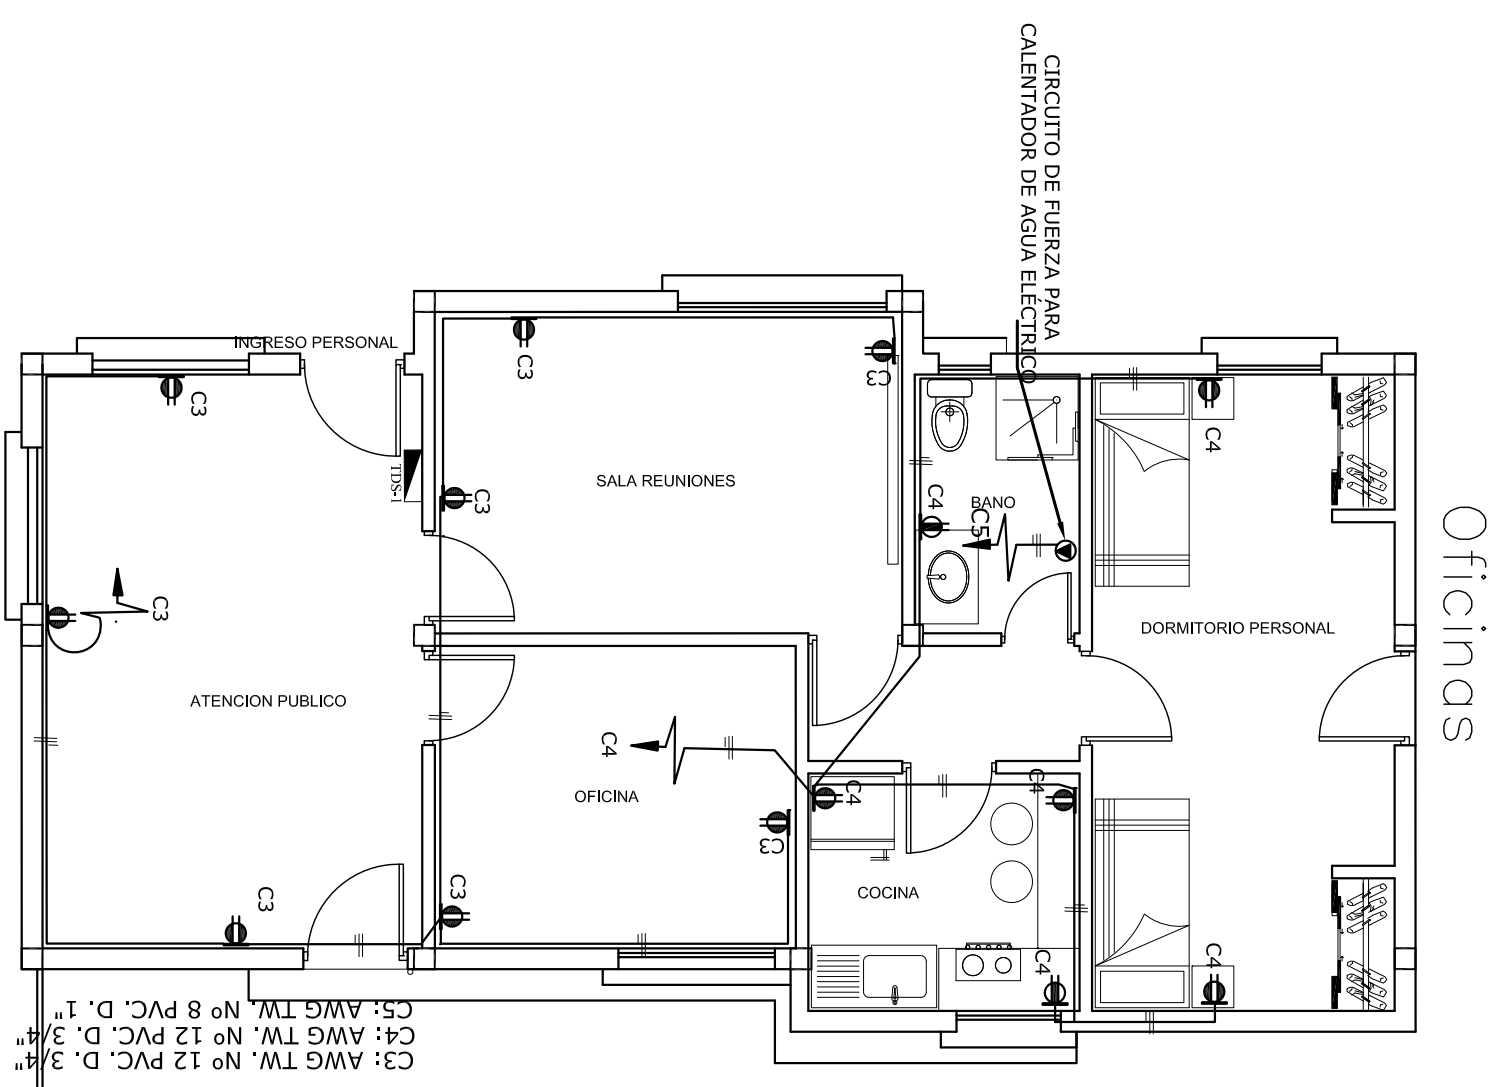 CIRCUITO DE FUERZA PARA
CALENTADOR DE AGUA ELÉCTRICO
Oficinas
INGRESO PERSONAL
C3
C3
C3
C4
TDS-1
C3
SALA REUNIONES
C4
BANO
C5
C3
DORMITORIO PERSONAL
ATENCION PUBLICO
C4
OFICINA
C4
C4
C3
COCINA
C3
C3
C4
C4
C5: AWG TW. Nº 8 PVC. D. 1"
C4: AWG TW. Nº 12 PVC. D. 3/4"
C3: AWG TW. Nº 12 PVC. D. 3/4"